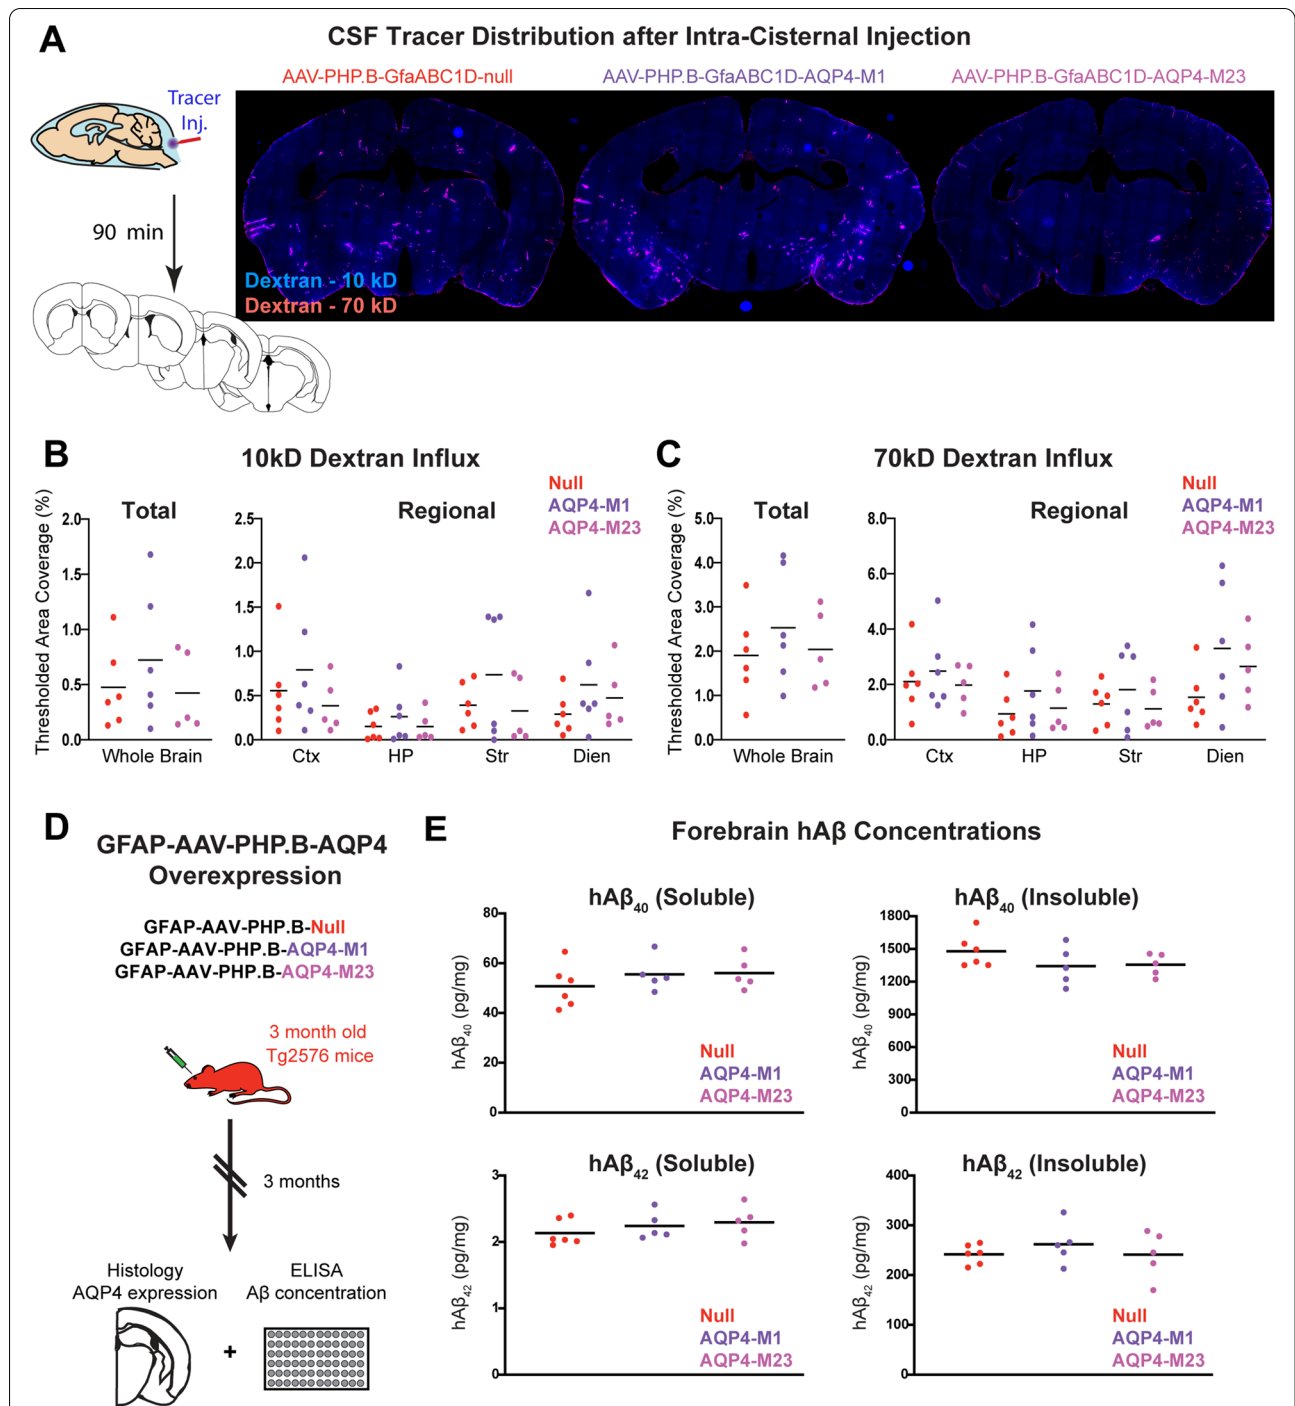 A
CSF Tracer Distribution after Intra-Cisternal Injection
AAV-PHP.B-GfaABC1D-null
AAV-PHP.B-GfaABC1D-AQP4-M1
AAV-PHP.B-GfaABC1D-AQP4-M23
Tracer
Inj.
90 min
Dextran - 10 kD
Dextran - 70 kD
B
10kD Dextran Influx
Null
AQP4-M1
AQP4-M23
Total
Regional
Thresholded Area Coverage (%)
2.0
1.5
1.0
0.5
0.0
Whole Brain
2.5
2.0
1.5
1.0
0.5
0.0
Ctx
HP
Str
Dien
C
70kD Dextran Influx
Null
AQP4-M1
AQP4-M23
Total
Regional
Thresholded Area Coverage (%)
5.0
4.0
3.0
2.0
1.0
0.0
Whole Brain
8.0
6.0
4.0
2.0
0.0
Ctx
HP
Str
Dien
D
GFAP-AAV-PHP.B-AQP4
Overexpression
GFAP-AAV-PHP.B-Null
GFAP-AAV-PHP.B-AQP4-M1
GFAP-AAV-PHP.B-AQP4-M23
3 month old
Tg2576 mice
3 months
Histology
AQP4 expression
+
ELISA
Aβ concentration
E
Forebrain hAβ Concentrations
hAβ40 (Soluble)
hAβ40 (pg/mg)
80
60
40
20
0
Null
AQP4-M1
AQP4-M23
hAβ40 (Insoluble)
hAβ40 (pg/mg)
1800
1500
1200
900
600
300
0
Null
AQP4-M1
AQP4-M23
hAβ42 (Soluble)
hAβ42 (pg/mg)
3
2
1
0
Null
AQP4-M1
AQP4-M23
hAβ42 (Insoluble)
hAβ42 (pg/mg)
400
300
200
100
0
Null
AQP4-M1
AQP4-M23